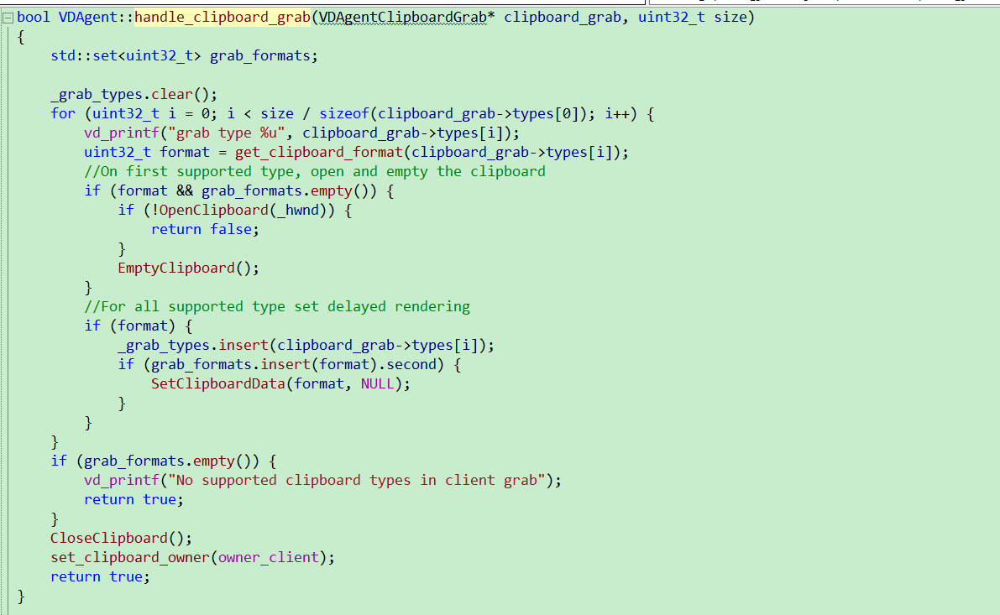 bool VDAgent::handle_clipboard_grab(VDAgentClipboardGrab* clipboard_grab, uint32_t size)
{
    std::set<uint32_t> grab_formats;

    _grab_types.clear();
    for (uint32_t i = 0; i < size / sizeof(clipboard_grab->types[0]); i++) {
        vd_printf("grab type %u", clipboard_grab->types[i]);
        uint32_t format = get_clipboard_format(clipboard_grab->types[i]);
        //On first supported type, open and empty the clipboard
        if (format && grab_formats.empty()) {
            if (!OpenClipboard(_hwnd)) {
                return false;
            }
            EmptyClipboard();
        }
        //For all supported type set delayed rendering
        if (format) {
            _grab_types.insert(clipboard_grab->types[i]);
            if (grab_formats.insert(format).second) {
                SetClipboardData(format, NULL);
            }
        }
    }
    if (grab_formats.empty()) {
        vd_printf("No supported clipboard types in client grab");
        return true;
    }
    CloseClipboard();
    set_clipboard_owner(owner_client);
    return true;
}